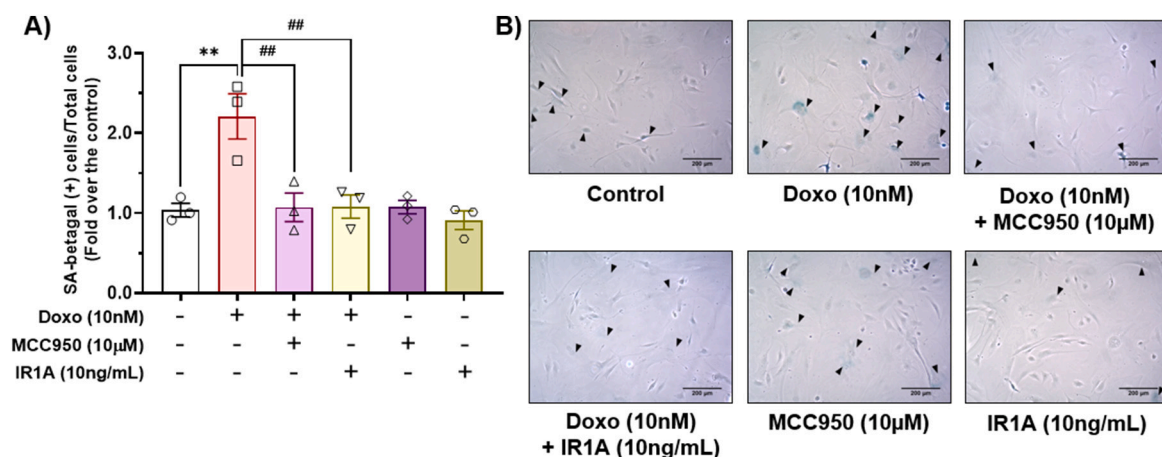 A)
SA-betagal (+) cells/Total cells
(Fold over the control)
3.0
2.0
1.0
0.0
**
##
##
Doxo (10nM) - + + + - -
MCC950 (10μM) - - + - + -
IR1A (10ng/mL) - - - + - +
B)
200 μm
200 μm
200 μm
Control
Doxo (10nM)
Doxo (10nM)
+ MCC950 (10μM)
200 μm
200 μm
200 μm
Doxo (10nM)
+ IR1A (10ng/mL)
MCC950 (10μM)
IR1A (10ng/mL)